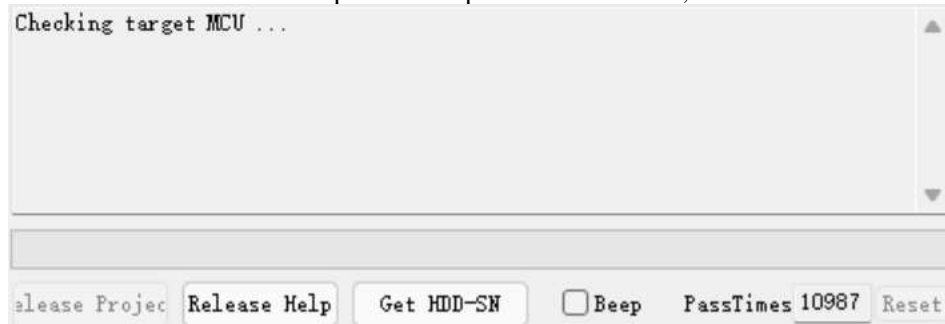 Checking target MCU ...
elease Projec Release Help Get HDD-SN Beep PassTimes 10987 Reset